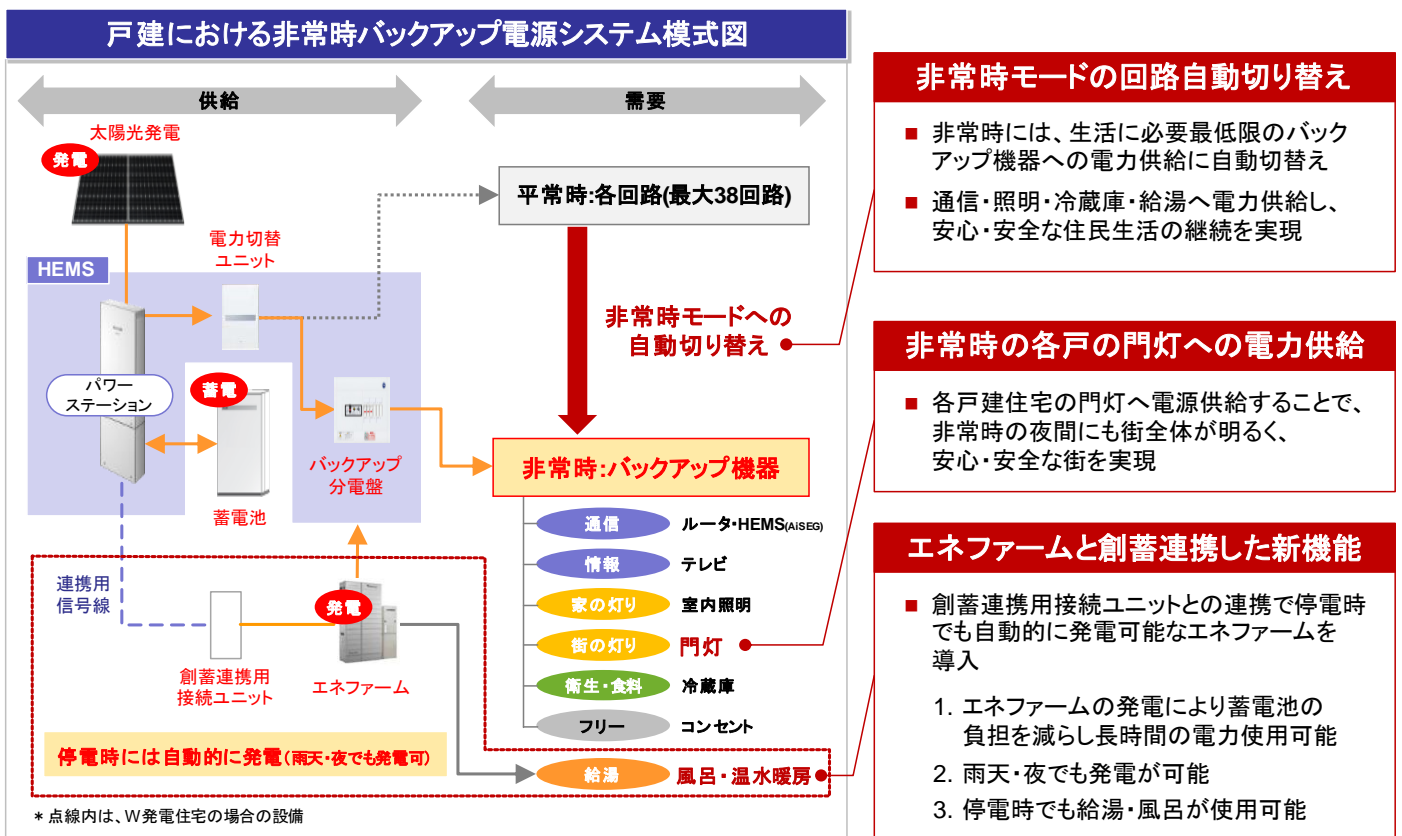 戸建における非常時バックアップ電源システム模式図
供給
需要
太陽光発電
発電
平常時:各回路(最大38回路)
電力切替
ユニット
HEMS
パワー
ステーション
蓄電
蓄電池
バックアップ
分電盤
非常時モードへの
自動切り替え
非常時:バックアップ機器
通信 ルータ・HEMS(AiSEG)
情報 テレビ
家の灯り 室内照明
街の灯り 門灯
衛生・食料 冷蔵庫
フリー コンセント
給湯 風呂・温水暖房
連携用
信号線
創蓄連携用
接続ユニット
発電
エネファーム
停電時には自動的に発電(雨天・夜でも発電可)
* 点線内は、W発電住宅の場合の設備
非常時モードの回路自動切り替え
■ 非常時には、生活に必要最低限のバック
アップ機器への電力供給に自動切替え
■ 通信・照明・冷蔵庫・給湯へ電力供給し、
安心・安全な住民生活の継続を実現
非常時の各戸の門灯への電力供給
■ 各戸建住宅の門灯へ電源供給することで、
非常時の夜間にも街全体が明るく、
安心・安全な街を実現
エネファームと創蓄連携した新機能
■ 創蓄連携用接続ユニットとの連携で停電時
でも自動的に発電可能なエネファームを
導入
1. エネファームの発電により蓄電池の
負担を減らし長時間の電力使用可能
2. 雨天・夜でも発電が可能
3. 停電時でも給湯・風呂が使用可能